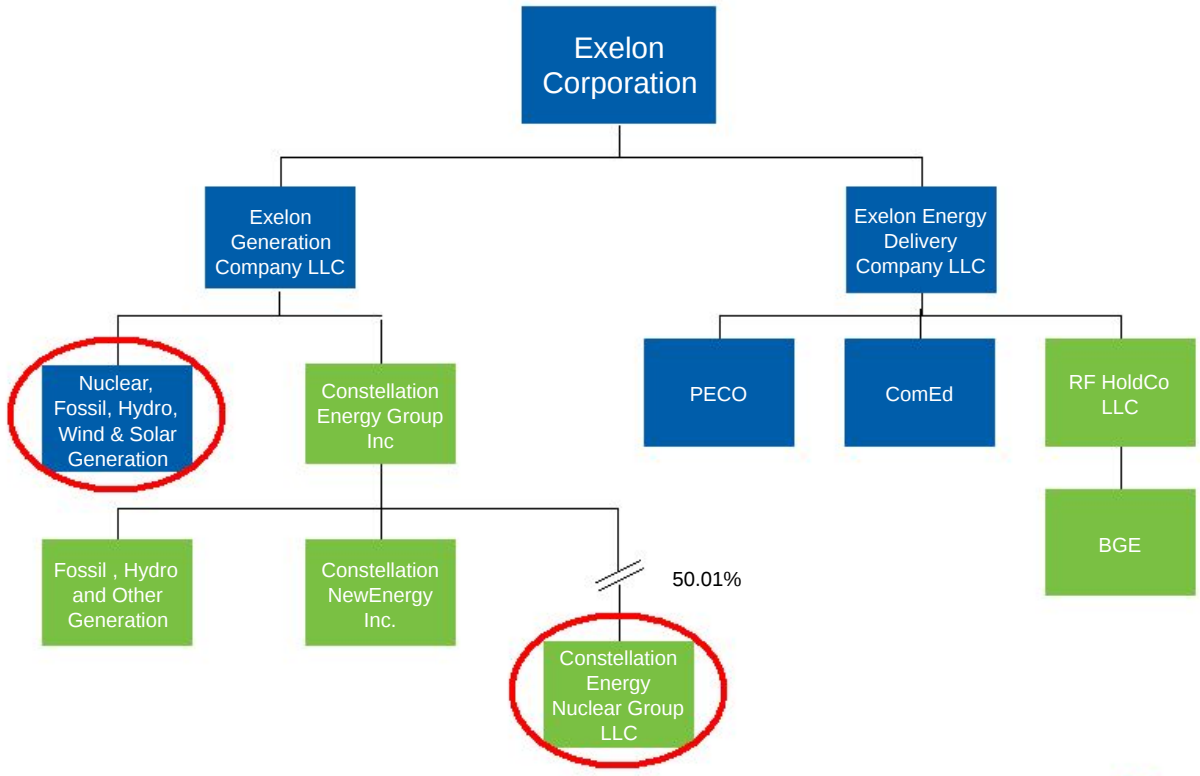 Exelon
Corporation
Exelon
Generation
Company LLC
Exelon Energy
Delivery
Company LLC
Nuclear,
Fossil, Hydro,
Wind & Solar
Generation
Constellation
Energy Group
Inc
PECO
ComEd
RF HoldCo
LLC
Fossil , Hydro
and Other
Generation
Constellation
NewEnergy
Inc.
50.01%
BGE
Constellation
Energy
Nuclear Group
LLC